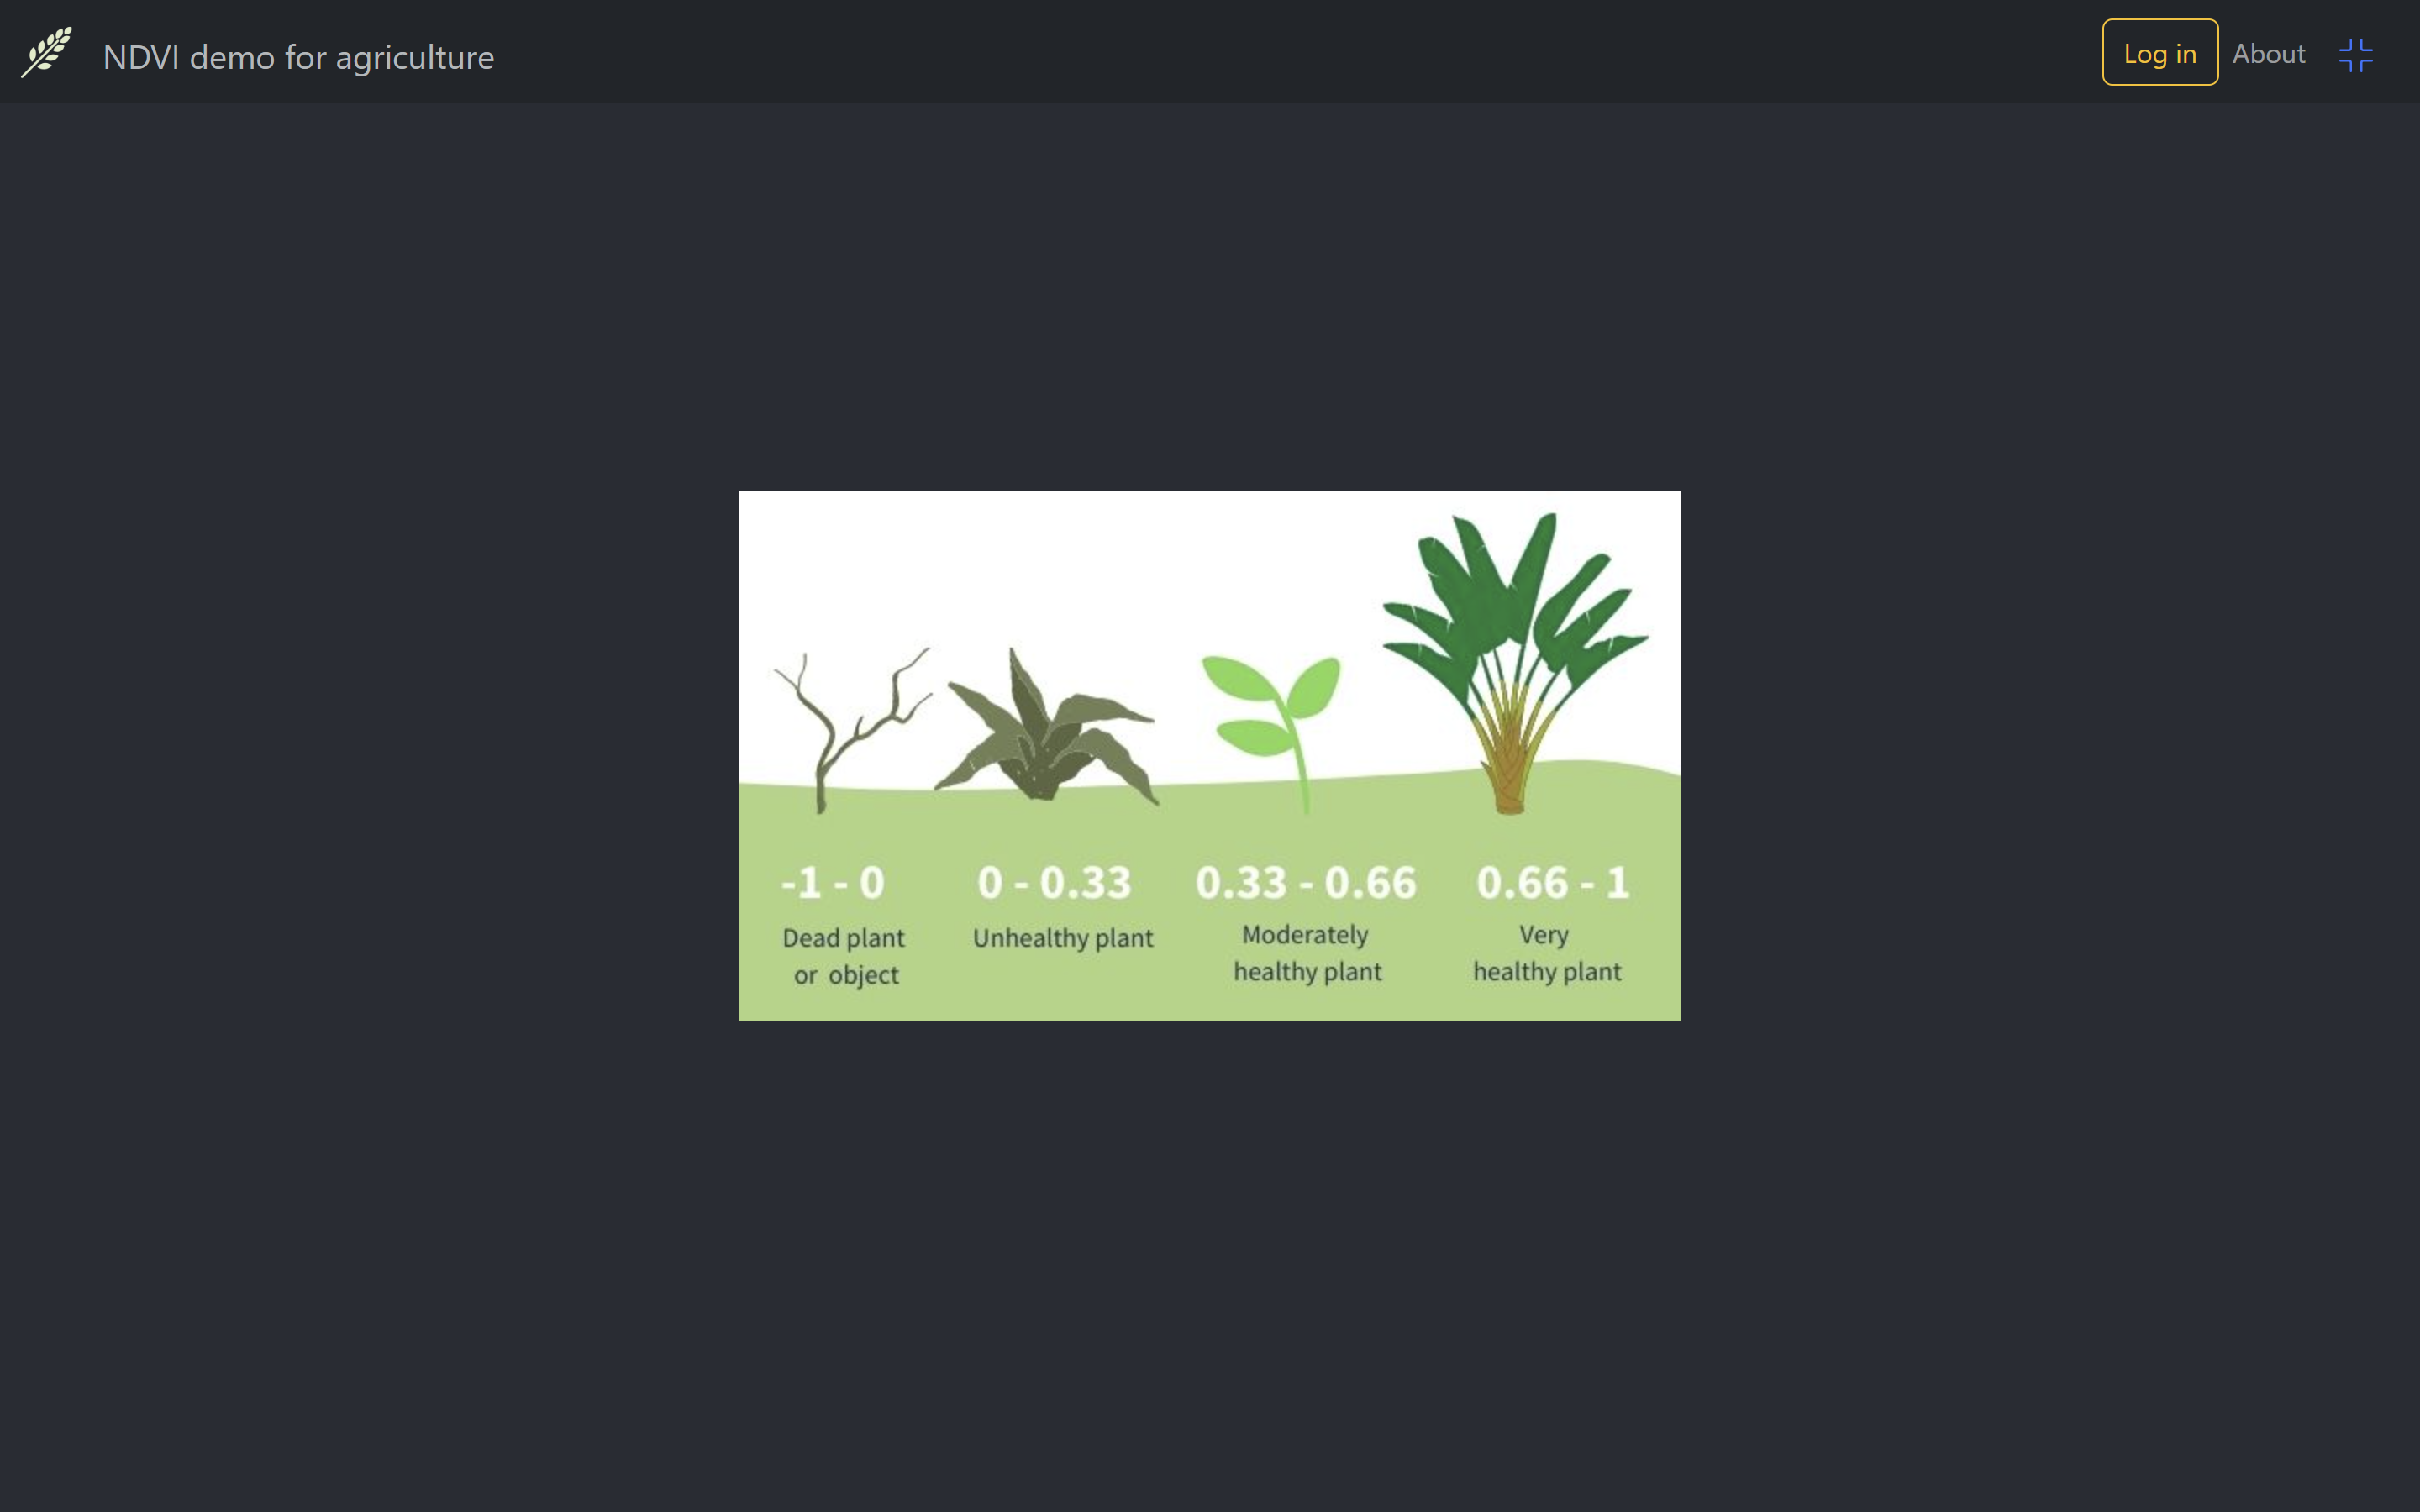 NDVI demo for agriculture
Log in
About
-1 - 0
0 - 0.33
0.33 - 0.66
0.66 - 1
Dead plant
or object
Unhealthy plant
Moderately
healthy plant
Very
healthy plant